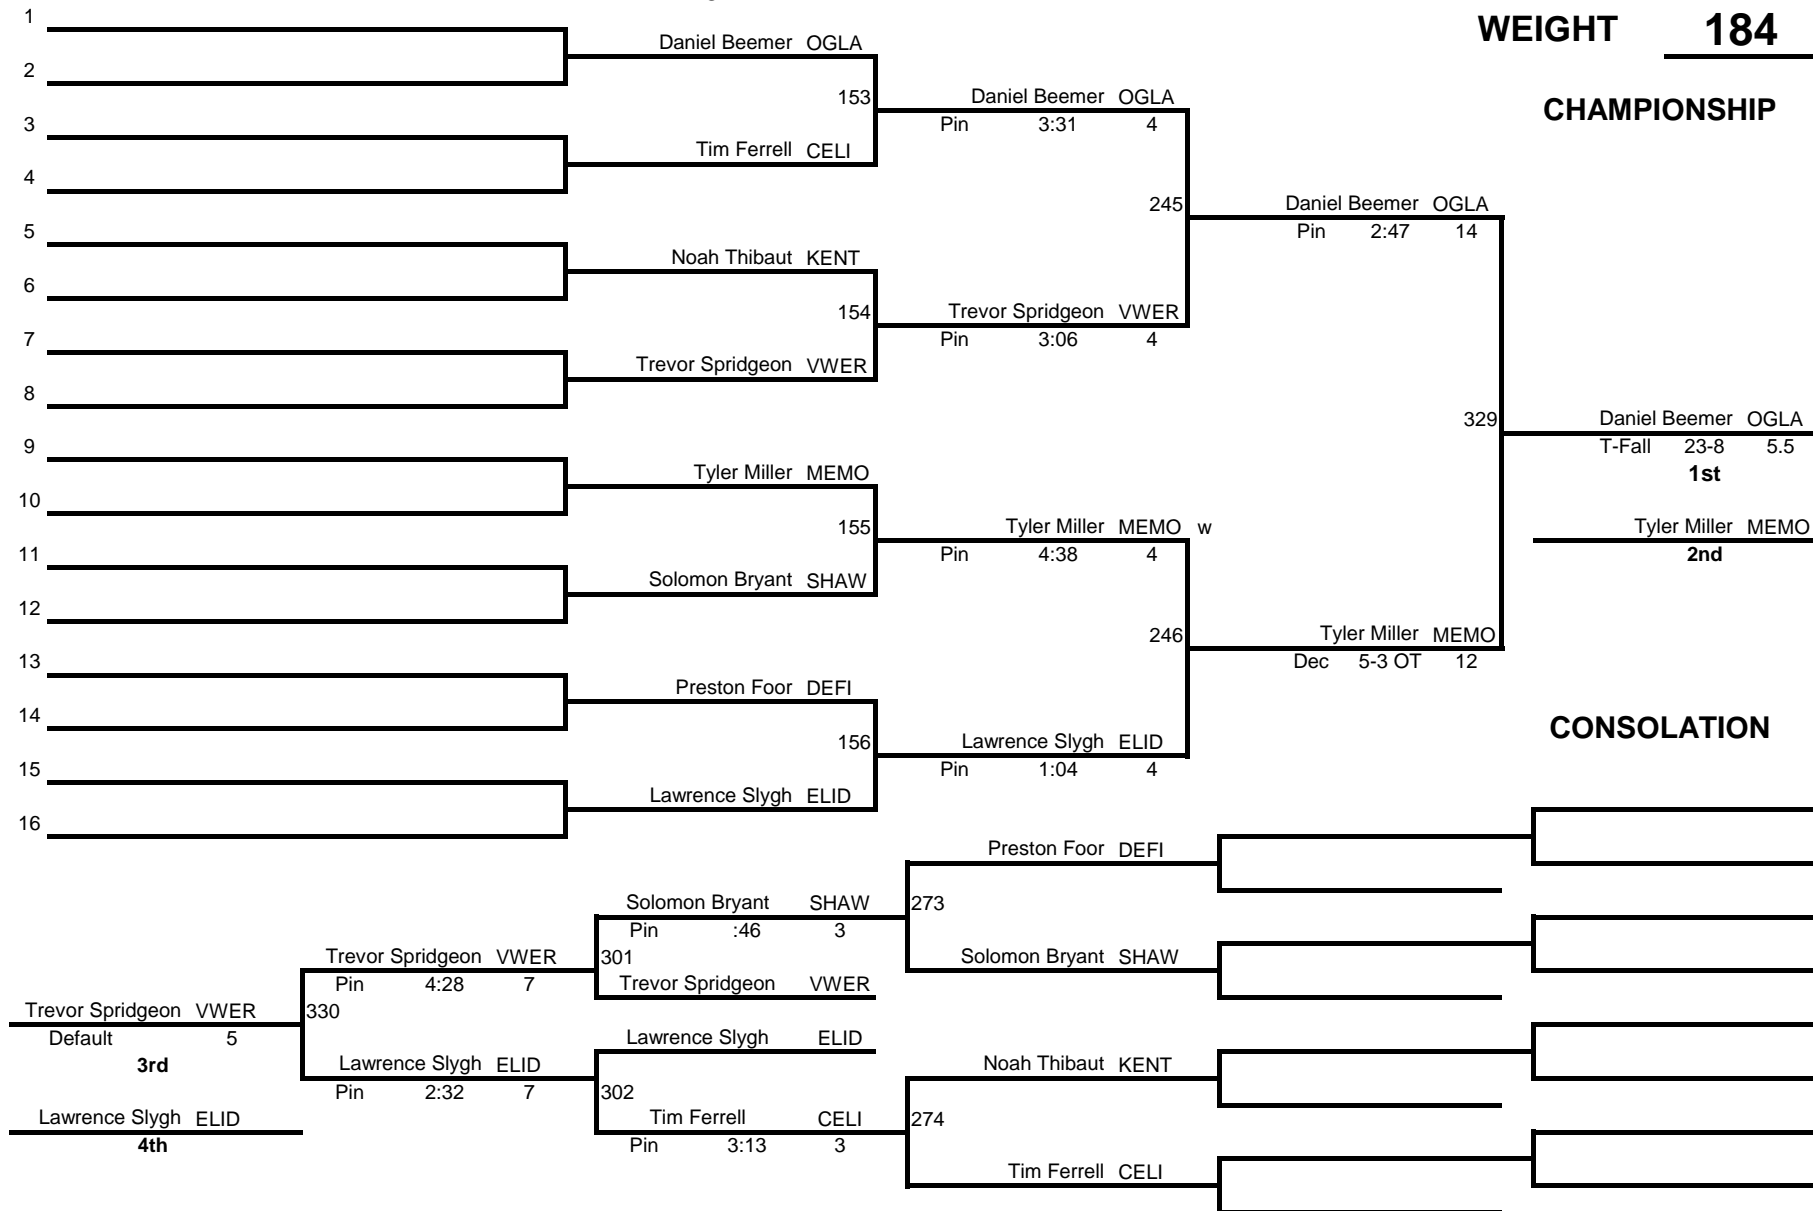 WEIGHT 184
CHAMPIONSHIP
1
2
3
4
5
6
7
8
9
10
11
12
13
14
15
16
Daniel Beemer OGLA
153
Tim Ferrell CELI
Noah Thibaut KENT
154
Trevor Spridgeon VWER
Tyler Miller MEMO
155
Solomon Bryant SHAW
Preston Foor DEFI
156
Lawrence Slygh ELID
Daniel Beemer OGLA
Pin 3:31 4
245
Trevor Spridgeon VWER
Pin 3:06 4
Tyler Miller MEMO w
Pin 4:38 4
246
Lawrence Slygh ELID
Pin 1:04 4
Daniel Beemer OGLA
Pin 2:47 14
329
Tyler Miller MEMO
Dec 5-3 OT 12
Daniel Beemer OGLA
T-Fall 23-8 5.5
1st
Tyler Miller MEMO
2nd
CONSOLATION
Preston Foor DEFI
273
Solomon Bryant SHAW
Noah Thibaut KENT
274
Tim Ferrell CELI
Solomon Bryant SHAW
Pin :46 3
301
Trevor Spridgeon VWER
Lawrence Slygh ELID
302
Tim Ferrell CELI
Pin 3:13 3
Trevor Spridgeon VWER
Pin 4:28 7
330
Lawrence Slygh ELID
Pin 2:32 7
Trevor Spridgeon VWER
Default 5
3rd
Lawrence Slygh ELID
4th